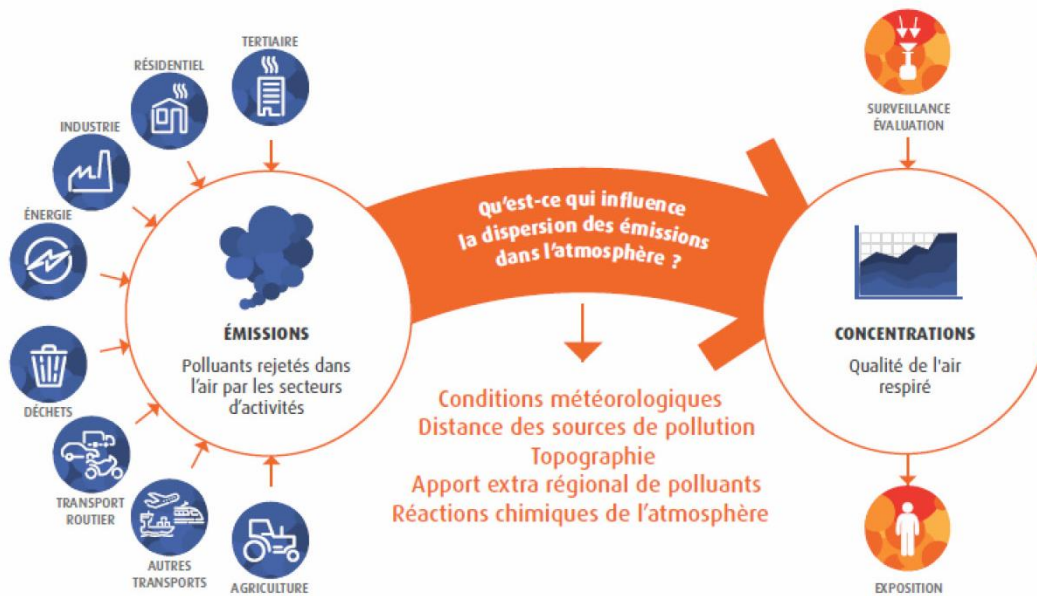 TERTIAIRE
RÉSIDENTIEL
INDUSTRIE
ÉNERGIE
DÉCHETS
TRANSPORT
ROUTIER
AUTRES
TRANSPORTS
AGRICULTURE
ÉMISSIONS
Polluants rejetés dans
l'air par les secteurs
d'activités
Qu'est-ce qui influence
la dispersion des émissions
dans l'atmosphère ?
Conditions météorologiques
Distance des sources de pollution
Topographie
Apport extra régional de polluants
Réactions chimiques de l'atmosphère
SURVEILLANCE
ÉVALUATION
CONCENTRATIONS
Qualité de l'air
respiré
EXPOSITION